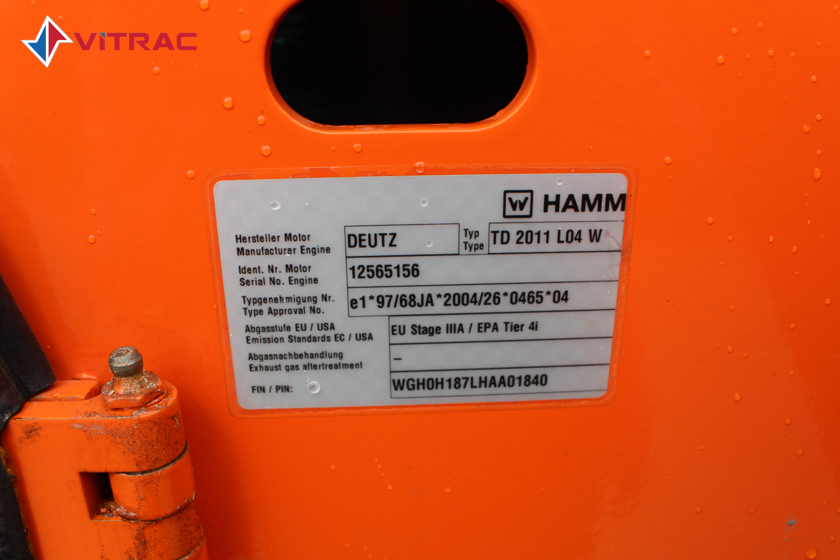 ViTRAC
W HAMM
Hersteller Motor
Manufacturer Engine
DEUTZ
Typ
Type
TD 2011 L04 W
Ident. Nr. Motor
Serial No. Engine
12565156
Typgenehmigung Nr.
Type Approval No.
e1*97/68JA*2004/26*0465*04
Abgasstufe EU / USA
Emission Standards EC / USA
EU Stage IIIA / EPA Tier 4i
Abgasnachbehandlung
Exhaust gas aftertreatment
–
FIN / PIN:
WGH0H187LHAA01840